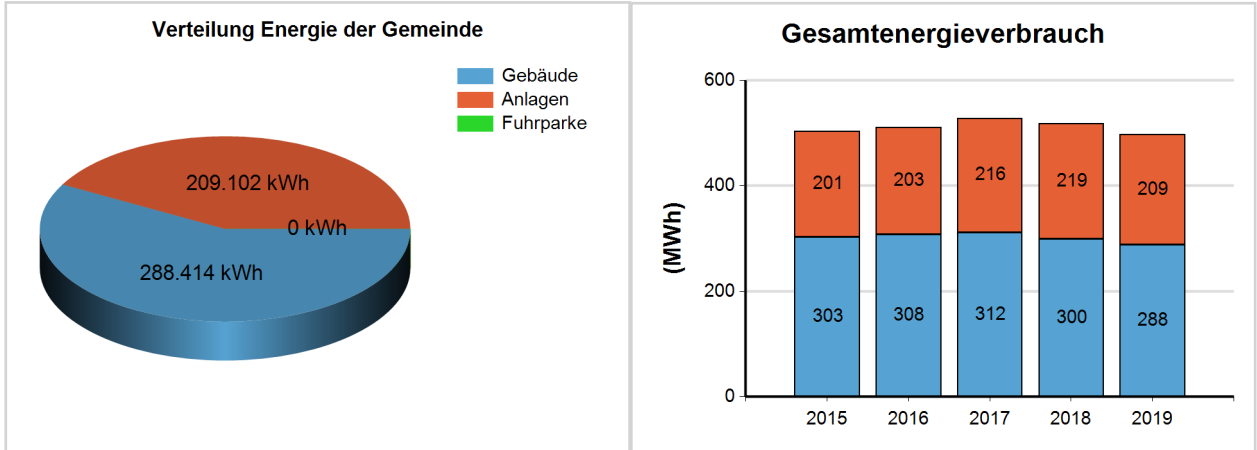 Verteilung Energie der Gemeinde
Gebäude
Anlagen
Fuhrparke
209.102 kWh
0 kWh
288.414 kWh
Gesamtenergieverbrauch
(MWh)
600
400
200
0
201 203 216 219 209
303 308 312 300 288
2015 2016 2017 2018 2019